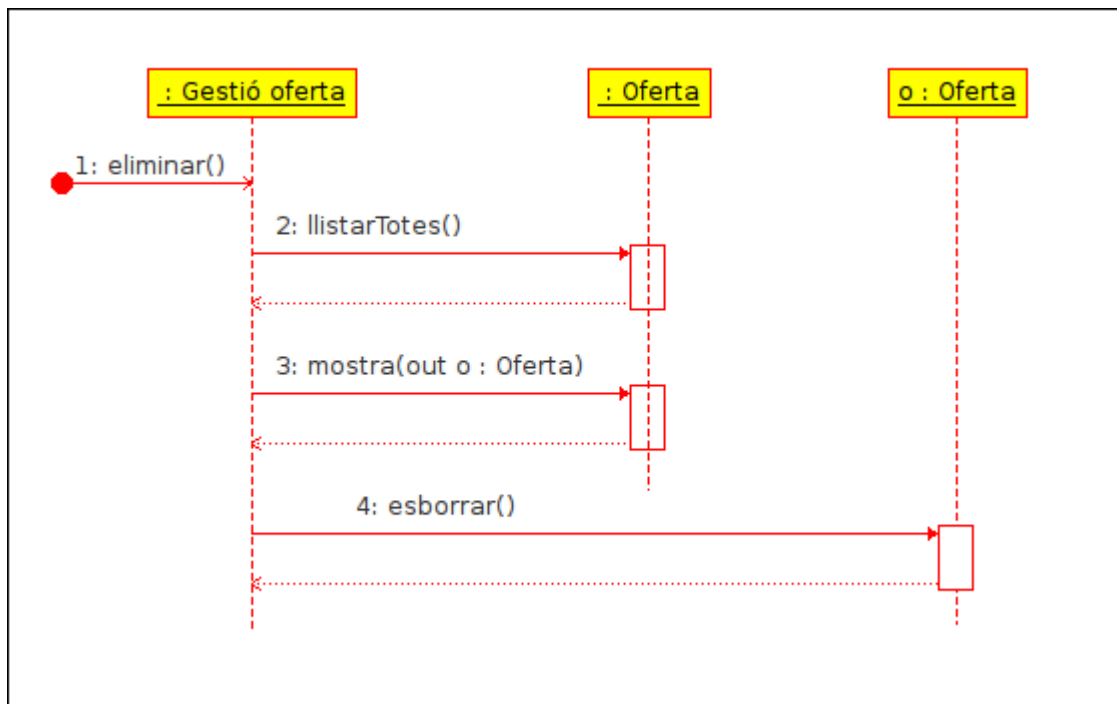 : Gestió oferta
: Oferta
o : Oferta
1: eliminar()
2: llistarTotes()
3: mostra(out o : Oferta)
4: esborrar()